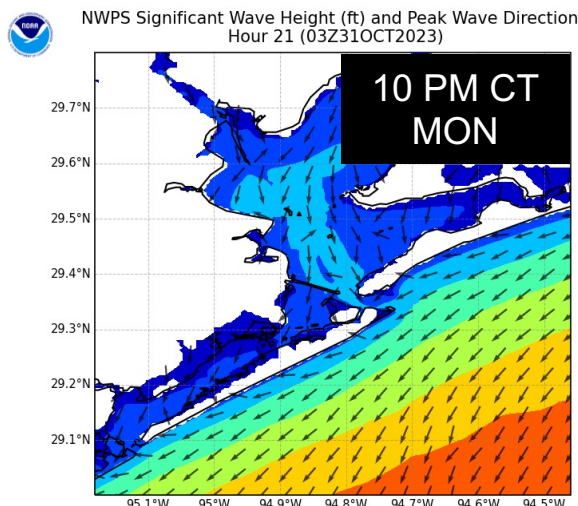 NWPS Significant Wave Height (ft) and Peak Wave Direction
Hour 21 (03Z31OCT2023)
NOAA
10 PM CT
MON
29.7°N
29.6°N
29.5°N
29.4°N
29.3°N
29.2°N
29.1°N
95.1°W
95°W
94.9°W
94.8°W
94.7°W
94.6°W
94.5°W